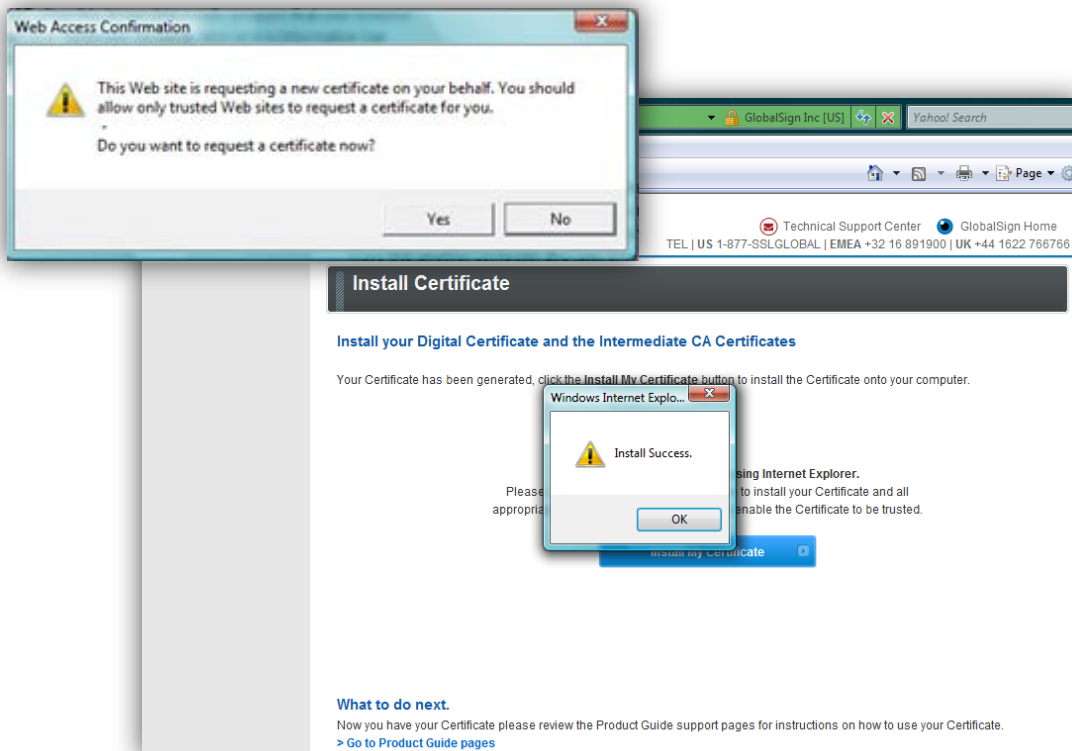 Web Access Confirmation
This Web site is requesting a new certificate on your behalf. You should
allow only trusted Web sites to request a certificate for you.
-
Do you want to request a certificate now?
Yes No
GlobalSign Inc [US] Yahoo! Search
Page
Technical Support Center GlobalSign Home
TEL | US 1-877-SSLGLOBAL | EMEA +32 16 891900 | UK +44 1622 766766
Install Certificate
Install your Digital Certificate and the Intermediate CA Certificates
Your Certificate has been generated, click the Install My Certificate button to install the Certificate onto your computer.
Windows Internet Explo...
Install Success.
OK
sing Internet Explorer.
Please to install your Certificate and all
appropria enable the Certificate to be trusted.
Install My Certificate
What to do next.
Now you have your Certificate please review the Product Guide support pages for instructions on how to use your Certificate.
> Go to Product Guide pages